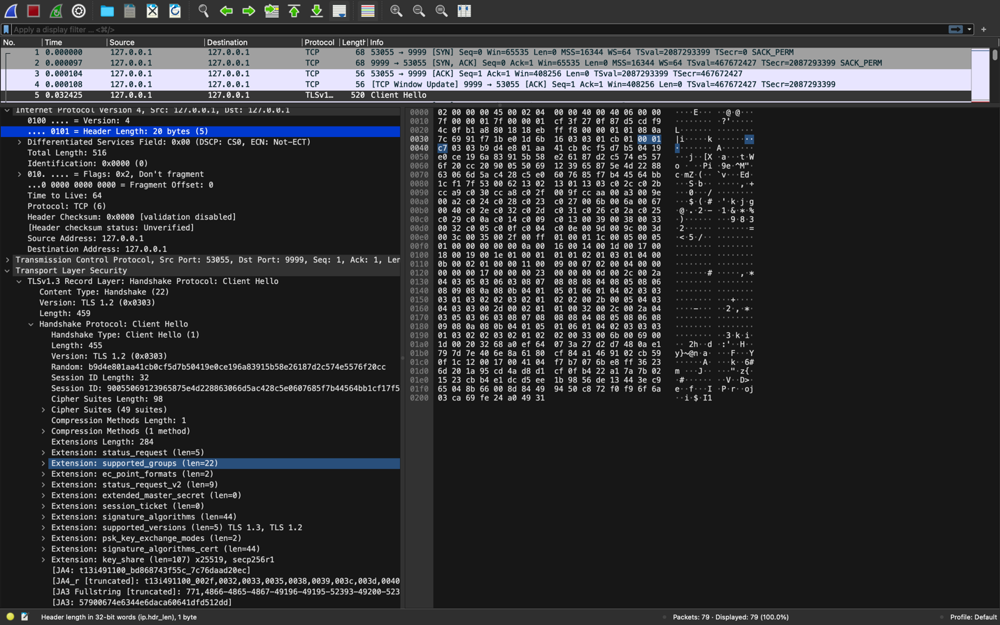 Apply a display filter ... <⌘/>
No. Time Source Destination Protocol Length Info
1 0.000000 127.0.0.1 127.0.0.1 TCP 68 53055 → 9999 [SYN] Seq=0 Win=65535 Len=0 MSS=16344 WS=64 TSval=2087293399 TSecr=0 SACK_PERM
2 0.000097 127.0.0.1 127.0.0.1 TCP 68 9999 → 53055 [SYN, ACK] Seq=0 Ack=1 Win=65535 Len=0 MSS=16344 WS=64 TSval=467672427 TSecr=2087293399 SACK_PERM
3 0.000104 127.0.0.1 127.0.0.1 TCP 56 53055 → 9999 [ACK] Seq=1 Ack=1 Win=408256 Len=0 TSval=2087293399 TSecr=467672427
4 0.000108 127.0.0.1 127.0.0.1 TCP 56 [TCP Window Update] 9999 → 53055 [ACK] Seq=1 Ack=1 Win=408256 Len=0 TSval=467672427 TSecr=2087293399
5 0.032425 127.0.0.1 127.0.0.1 TLSv1… 520 Client Hello
Internet Protocol Version 4, Src: 127.0.0.1, Dst: 127.0.0.1
0100 .... = Version: 4
.... 0101 = Header Length: 20 bytes (5)
Differentiated Services Field: 0x00 (DSCP: CS0, ECN: Not-ECT)
Total Length: 516
Identification: 0x0000 (0)
010. .... = Flags: 0x2, Don't fragment
...0 0000 0000 0000 = Fragment Offset: 0
Time to Live: 64
Protocol: TCP (6)
Header Checksum: 0x0000 [validation disabled]
[Header checksum status: Unverified]
Source Address: 127.0.0.1
Destination Address: 127.0.0.1
Transmission Control Protocol, Src Port: 53055, Dst Port: 9999, Seq: 1, Ack: 1, Len
Transport Layer Security
TLSv1.3 Record Layer: Handshake Protocol: Client Hello
Content Type: Handshake (22)
Version: TLS 1.2 (0x0303)
Length: 459
Handshake Protocol: Client Hello
Handshake Type: Client Hello (1)
Length: 455
Version: TLS 1.2 (0x0303)
Random: b9d4e801aa41cb0cf5d7b50419e0ce196a83915b58e26187d2c574e5576f20cc
Session ID Length: 32
Session ID: 90055069123965875e4d228863066d5ac428c5e0607685f7b44564bb1cf17f5
Cipher Suites Length: 98
Cipher Suites (49 suites)
Compression Methods Length: 1
Compression Methods (1 method)
Extensions Length: 284
Extension: status_request (len=5)
Extension: supported_groups (len=22)
Extension: ec_point_formats (len=2)
Extension: status_request_v2 (len=9)
Extension: extended_master_secret (len=0)
Extension: session_ticket (len=0)
Extension: signature_algorithms (len=44)
Extension: supported_versions (len=5) TLS 1.3, TLS 1.2
Extension: psk_key_exchange_modes (len=2)
Extension: signature_algorithms_cert (len=44)
Extension: key_share (len=107) x25519, secp256r1
[JA4: t13i491100_bd868743f55c_7c76daad20ec]
[JA4_r [truncated]: t13i491100_002f,0032,0033,0035,0038,0039,003c,003d,0040
[JA3 Fullstring [truncated]: 771,4866-4865-4867-49196-49195-52393-49200-523
[JA3: 57900674e6344e6daca60641dfd512dd]
0000 02 00 00 00 45 00 02 04 00 00 40 00 40 06 00 00
0010 7f 00 00 01 7f 00 00 01 cf 3f 27 0f 87 d5 cd f9
0020 4c 0f b1 a8 80 18 18 eb ff f8 00 00 01 01 08 0a
0030 7c 69 91 f7 1b e0 1d 6b 16 03 03 01 cb 01 00 01
0040 c7 03 03 b9 d4 e8 01 aa 41 cb 0c f5 d7 b5 04 19
0050 e0 ce 19 6a 83 91 5b 58 e2 61 87 d2 c5 74 e5 57
0060 6f 20 cc 20 90 05 50 69 12 39 65 87 5e 4d 22 88
0070 63 06 6d 5a c4 28 c5 e0 60 76 85 f7 b4 45 64 bb
0080 1c f1 7f 53 00 62 13 02 13 01 13 03 c0 2c c0 2b
0090 cc a9 c0 30 cc a8 c0 2f 00 9f cc aa 00 a3 00 9e
00a0 00 a2 c0 24 c0 28 c0 23 c0 27 00 6b 00 6a 00 67
00b0 00 40 c0 2e c0 32 c0 2d c0 31 c0 26 c0 2a c0 25
00c0 c0 29 c0 0a c0 14 c0 09 c0 13 00 39 00 38 00 33
00d0 00 32 c0 05 c0 0f c0 04 c0 0e 00 9d 00 9c 00 3d
00e0 00 3c 00 35 00 2f 00 ff 01 00 01 1c 00 05 00 05
00f0 01 00 00 00 00 00 0a 00 16 00 14 00 1d 00 17 00
0100 18 00 19 00 1e 01 00 01 01 01 02 01 03 01 04 00
0110 0b 00 02 01 00 00 11 00 09 00 07 02 00 04 00 00
0120 00 00 00 17 00 00 00 23 00 00 00 0d 00 2c 00 2a
0130 04 03 05 03 06 03 08 07 08 08 08 04 08 05 08 06
0140 08 09 08 0a 08 0b 04 01 05 01 06 01 04 02 03 03
0150 03 01 03 02 02 03 02 01 02 02 00 2b 00 05 04 03
0160 04 03 03 00 2d 00 02 01 01 00 32 00 2c 00 2a 04
0170 03 05 03 06 03 08 07 08 08 08 04 08 05 08 06 08
0180 09 08 0a 08 0b 04 01 05 01 06 01 04 02 03 03 03
0190 01 03 02 02 03 02 01 02 02 00 33 00 6b 00 69 00
01a0 1d 00 20 32 68 a0 ef 64 07 3a 27 d2 d7 48 0a e1
01b0 79 7d 7e 40 6e 8a 61 80 cf 84 a1 46 91 02 cb 59
01c0 0f 1c 12 00 17 00 41 04 f7 b7 07 6b e8 ff 36 23
01d0 6d 20 1a 95 cd 4a d8 d1 cf 0f b4 22 a1 7a 7b 02
01e0 15 23 cb b4 e1 dc d5 ee 1b 98 56 de 13 44 3e c9
01f0 65 04 8b 66 00 8d 84 49 94 50 c8 72 f0 f9 6f 6a
0200 03 ca 69 fe 24 a0 49 31
Header length in 32-bit words (ip.hdr_len), 1 byte
Packets: 79 · Displayed: 79 (100.0%)
Profile: Default